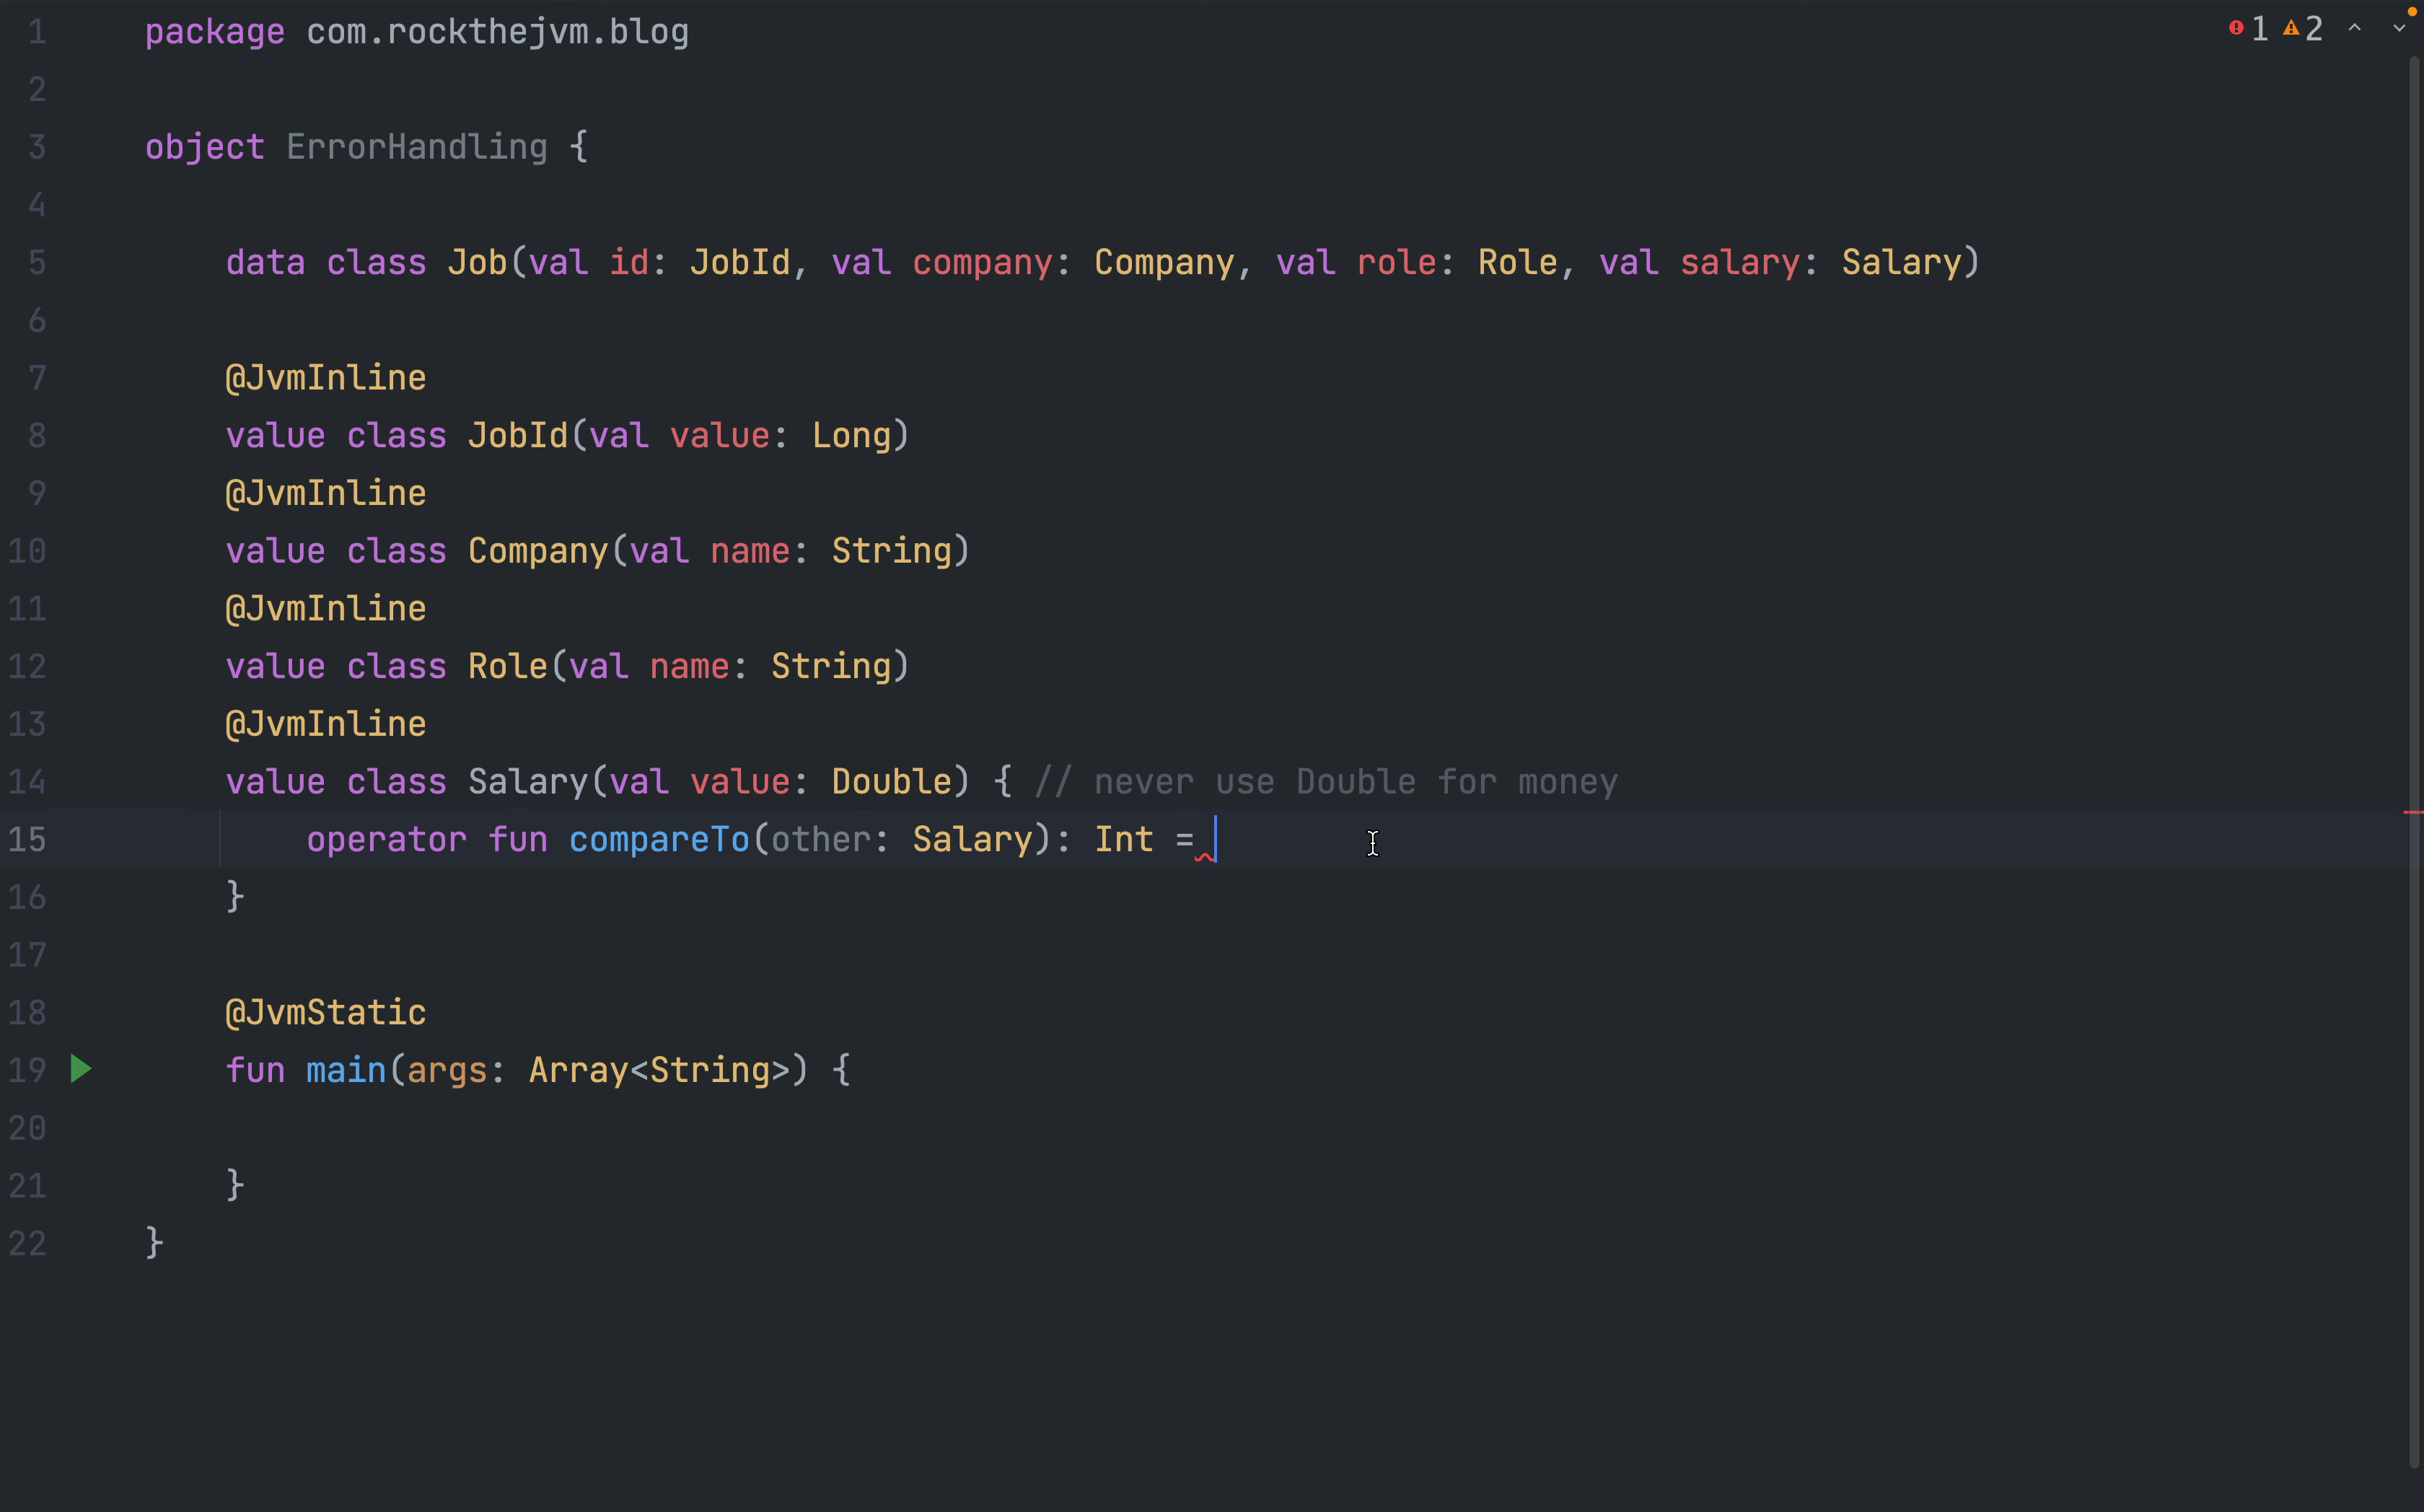 1 package com.rockthejvm.blog
1 2
2
3 object ErrorHandling {
4
5 data class Job(val id: JobId, val company: Company, val role: Role, val salary: Salary)
6
7 @JvmInline
8 value class JobId(val value: Long)
9 @JvmInline
10 value class Company(val name: String)
11 @JvmInline
12 value class Role(val name: String)
13 @JvmInline
14 value class Salary(val value: Double) { // never use Double for money
15 operator fun compareTo(other: Salary): Int =
16 }
17
18 @JvmStatic
19 fun main(args: Array<String>) {
20
21 }
22 }